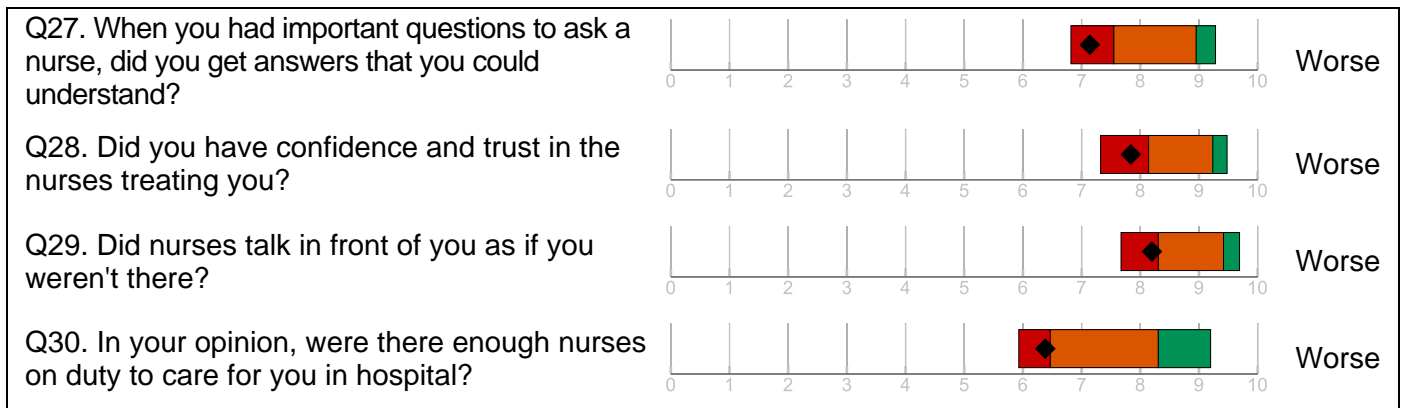 Q27. When you had important questions to ask a
nurse, did you get answers that you could
understand?
0 1 2 3 4 5 6 7 8 9 10
Worse
Q28. Did you have confidence and trust in the
nurses treating you?
0 1 2 3 4 5 6 7 8 9 10
Worse
Q29. Did nurses talk in front of you as if you
weren't there?
0 1 2 3 4 5 6 7 8 9 10
Worse
Q30. In your opinion, were there enough nurses
on duty to care for you in hospital?
0 1 2 3 4 5 6 7 8 9 10
Worse